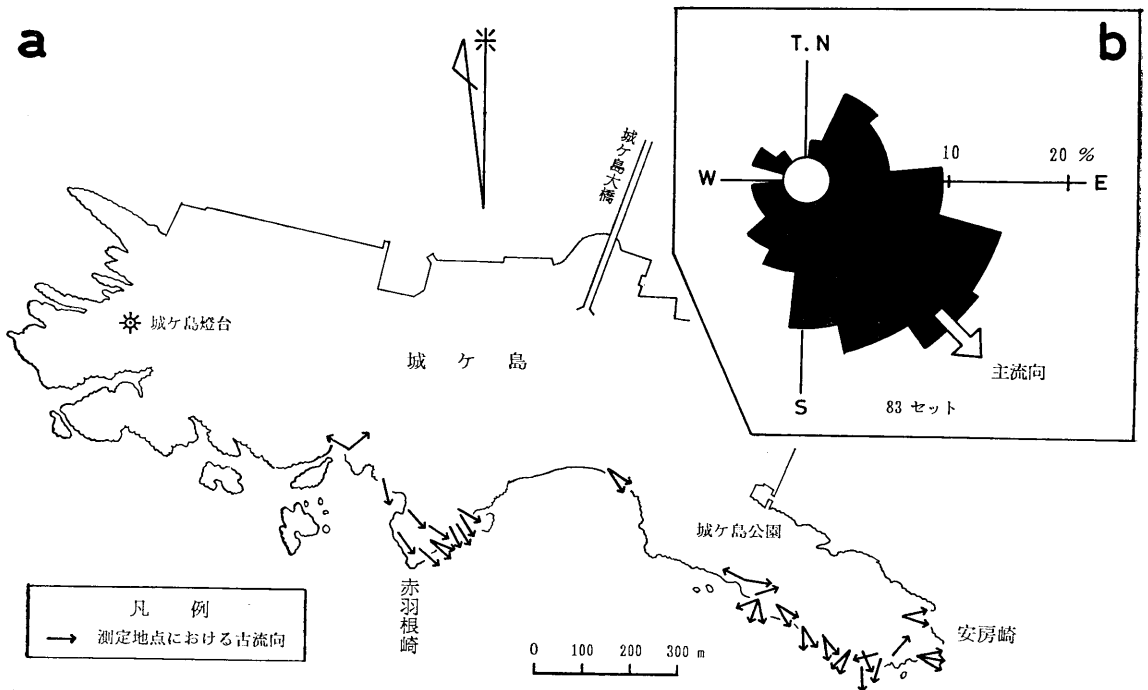 a
b
T. N
W
10
20 %
E
S
主流向
83 セット
城ケ島大橋
城ケ島燈台
城ケ島
城ケ島公園
赤羽根崎
安房崎
凡例
測定地点における古流向
0 100 200 300 m